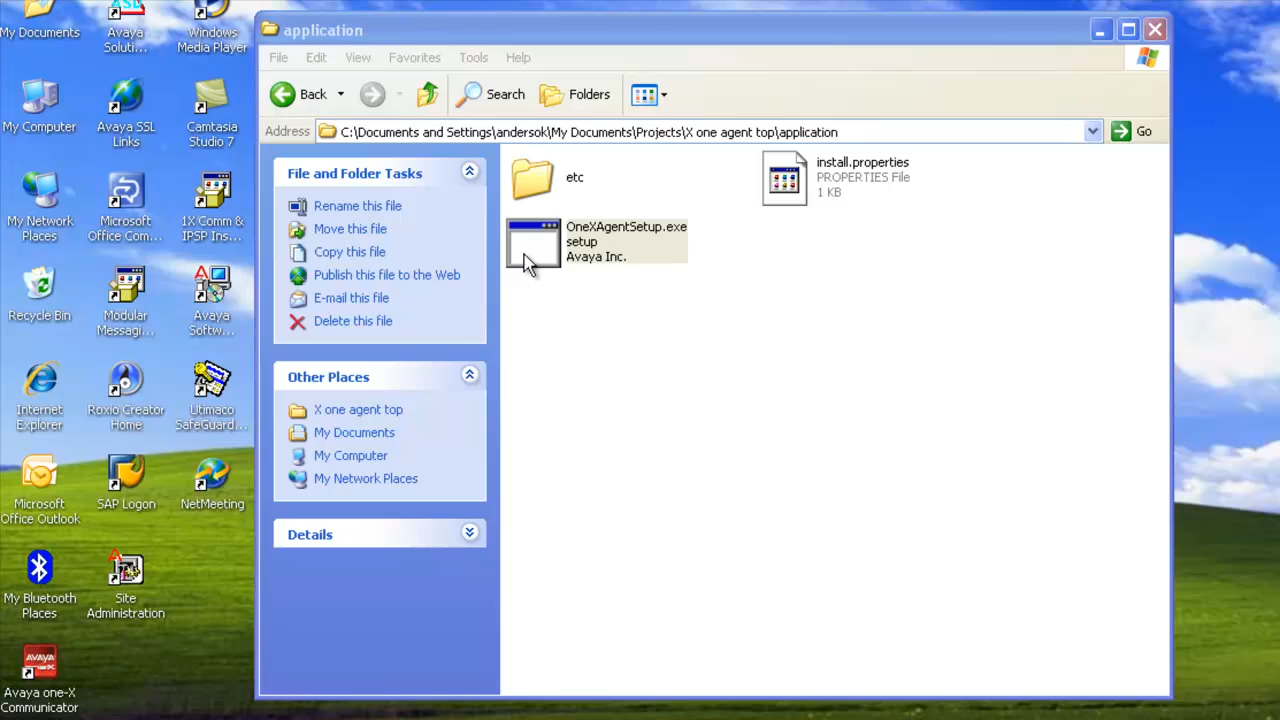 My Documents
Avaya
Soluti...
Windows
Media Player
My Computer
Avaya SSL
Links
Camtasia
Studio 7
My Network
Places
Microsoft
Office Com...
1X Comm &
IPSP Ins...
Recycle Bin
Modular
Messagi...
Avaya
Softw...
Internet
Explorer
Roxio Creator
Home
Utimaco
SafeGuard...
Microsoft
Office Outlook
SAP Logon
NetMeeting
My Bluetooth
Places
Site
Administration
AVAYA
Avaya one-X
Communicator
application
File Edit View Favorites Tools Help
Back Search Folders
Address C:\Documents and Settings\andersok\My Documents\Projects\X one agent top\application Go
File and Folder Tasks
Rename this file
Move this file
Copy this file
Publish this file to the Web
E-mail this file
Delete this file
Other Places
X one agent top
My Documents
My Computer
My Network Places
Details
etc
install.properties
PROPERTIES File
1 KB
OneXAgentSetup.exe
setup
Avaya Inc.